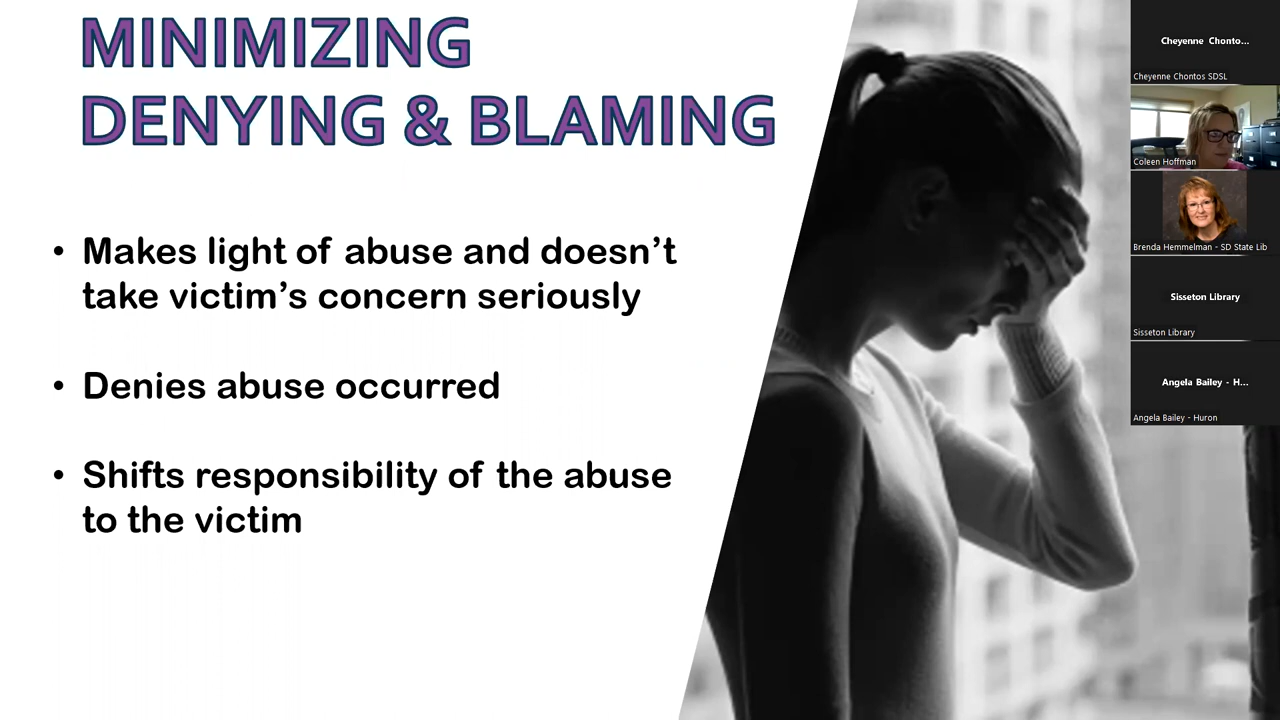 MINIMIZING
DENYING & BLAMING
• Makes light of abuse and doesn’t
take victim’s concern seriously
• Denies abuse occurred
• Shifts responsibility of the abuse
to the victim
Cheyenne Chonto...
Cheyenne Chontos SDSL
Coleen Hoffman
Brenda Hemmelman - SD State Lib
Sisseton Library
Sisseton Library
Angela Bailey - H...
Angela Bailey - Huron